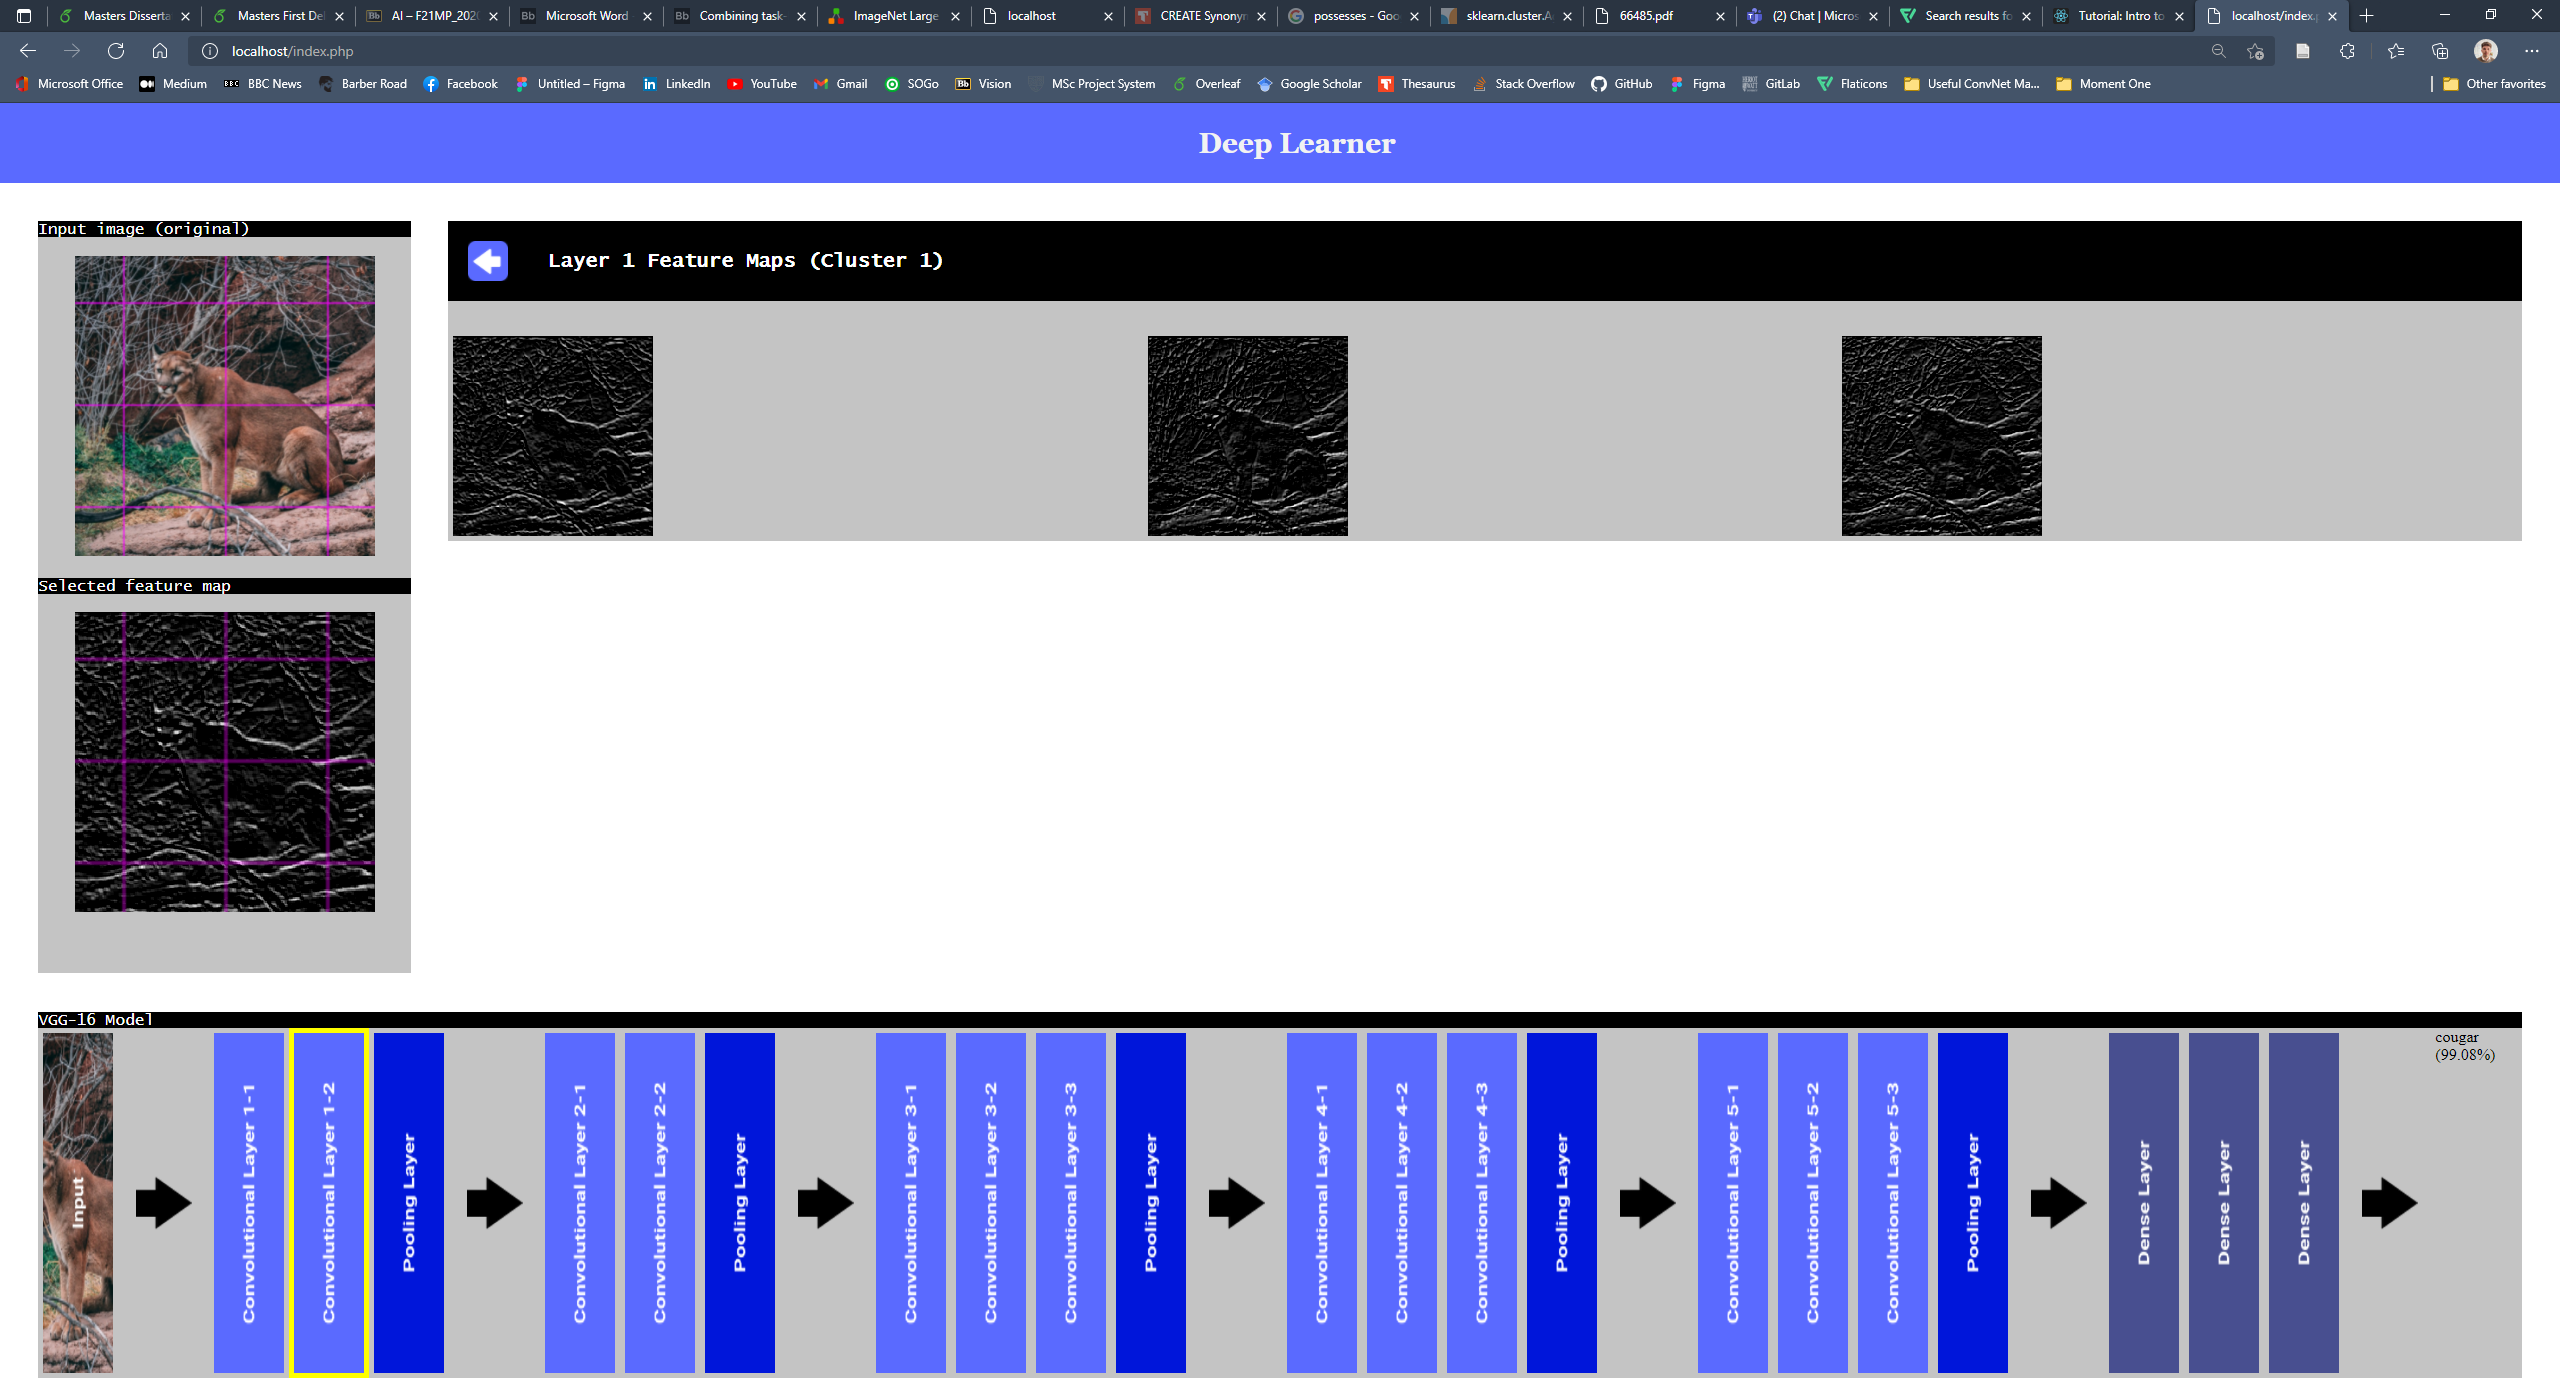 Masters Disserta
Masters First De
AI – F21MP_202
Microsoft Word -
Combining task-
ImageNet Large
localhost
CREATE Synonym
possesses - Goo
sklearn.cluster.A
66485.pdf
(2) Chat | Micros
Search results fo
Tutorial: Intro to
localhost/index.p
localhost/index.php
Microsoft Office
Medium
BBC News
Barber Road
Facebook
Untitled – Figma
LinkedIn
YouTube
Gmail
SOGo
Bb Vision
MSc Project System
Overleaf
Google Scholar
Thesaurus
Stack Overflow
GitHub
Figma
GitLab
Flaticons
Useful ConvNet Ma...
Moment One
Other favorites
Deep Learner
Input image (original)
Layer 1 Feature Maps (Cluster 1)
Selected feature map
VGG-16 Model
Input
Convolutional Layer 1-1
Convolutional Layer 1-2
Pooling Layer
Convolutional Layer 2-1
Convolutional Layer 2-2
Pooling Layer
Convolutional Layer 3-1
Convolutional Layer 3-2
Convolutional Layer 3-3
Pooling Layer
Convolutional Layer 4-1
Convolutional Layer 4-2
Convolutional Layer 4-3
Pooling Layer
Convolutional Layer 5-1
Convolutional Layer 5-2
Convolutional Layer 5-3
Pooling Layer
Dense Layer
Dense Layer
Dense Layer
cougar
(99.08%)